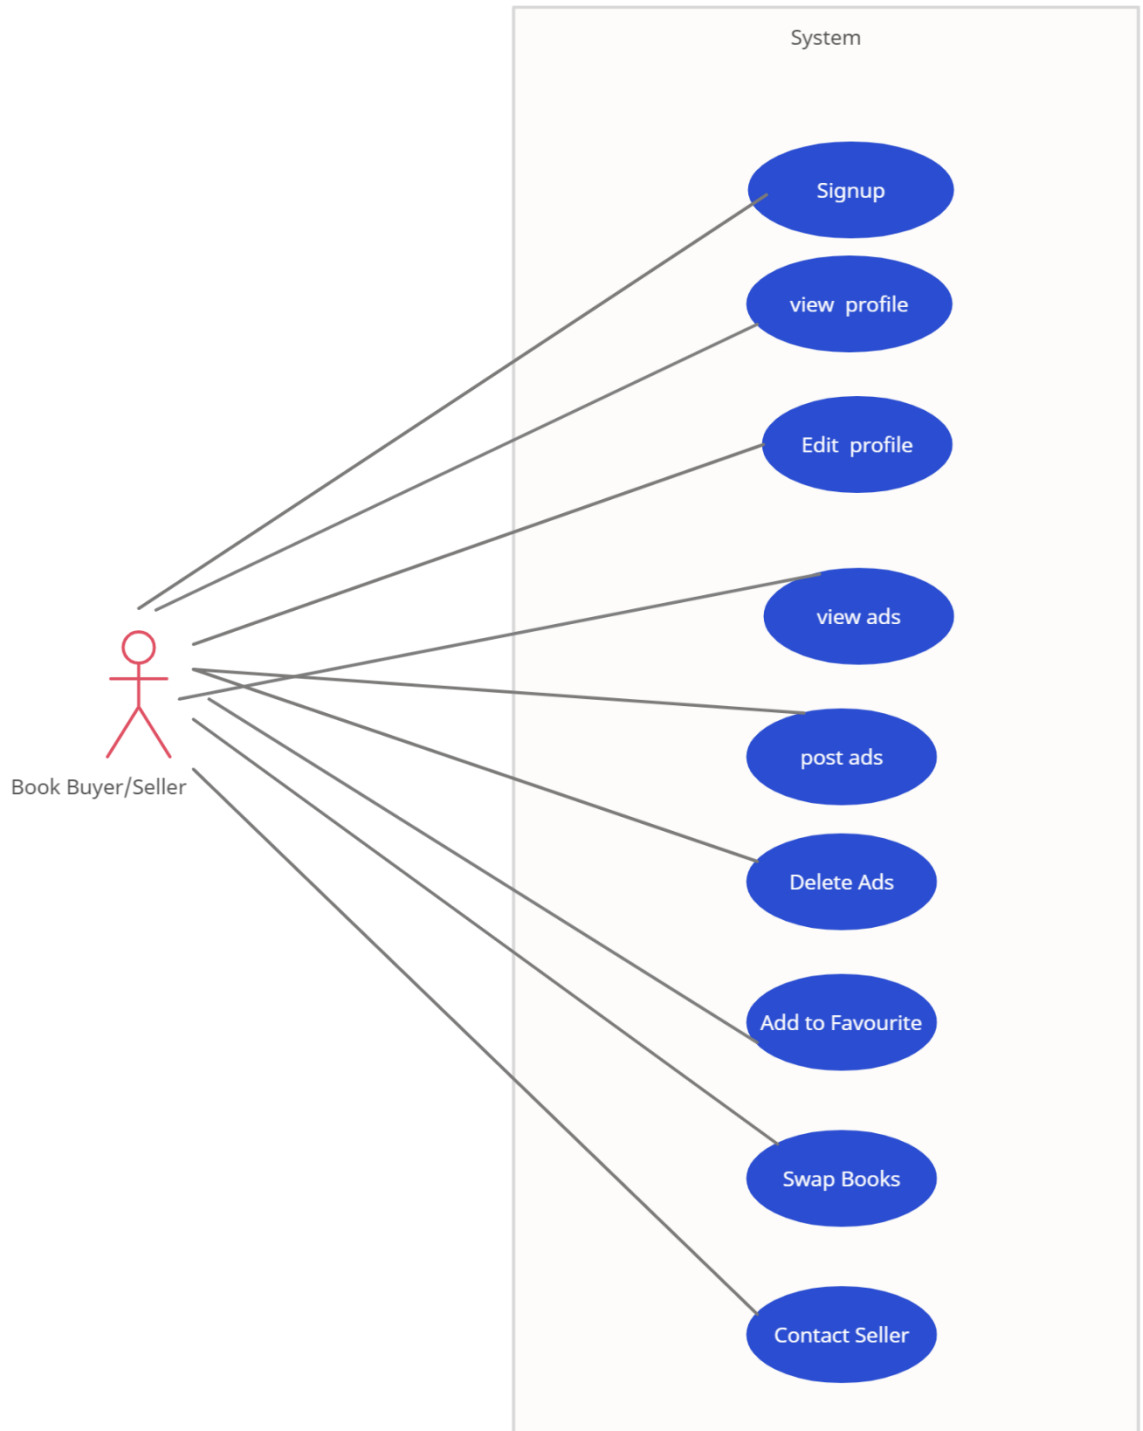 System
Signup
view  profile
Edit  profile
view ads
post ads
Book Buyer/Seller
Delete Ads
Add to Favourite
Swap Books
Contact Seller